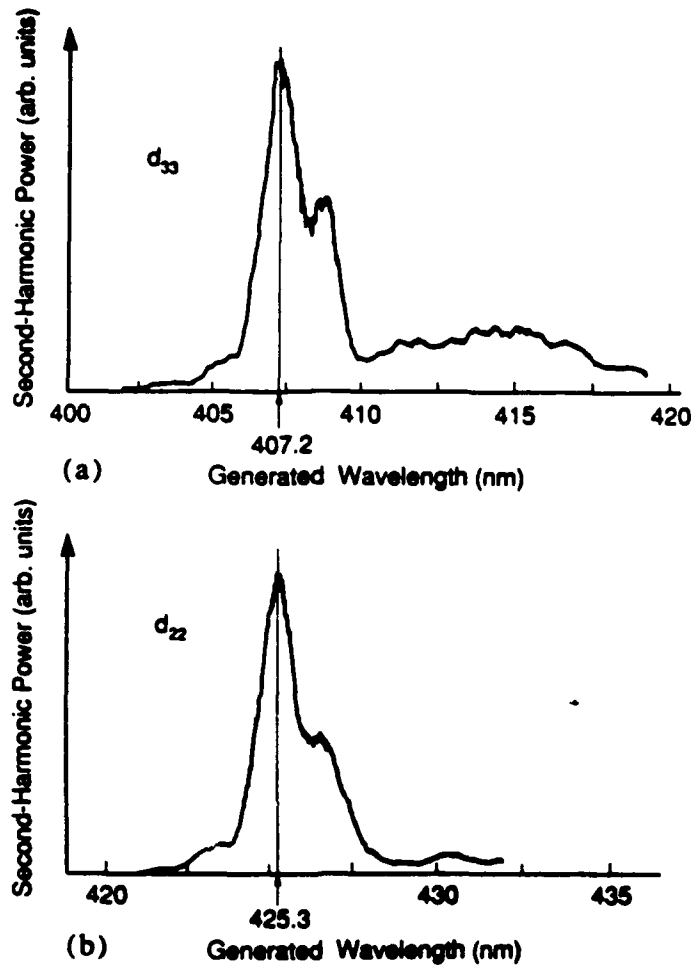 Second-Harmonic Power (arb. units)
d33
400 405 410 415 420
407.2
(a) Generated Wavelength (nm)
Second-Harmonic Power (arb. units)
d22
420 430 435
425.3
(b) Generated Wavelength (nm)